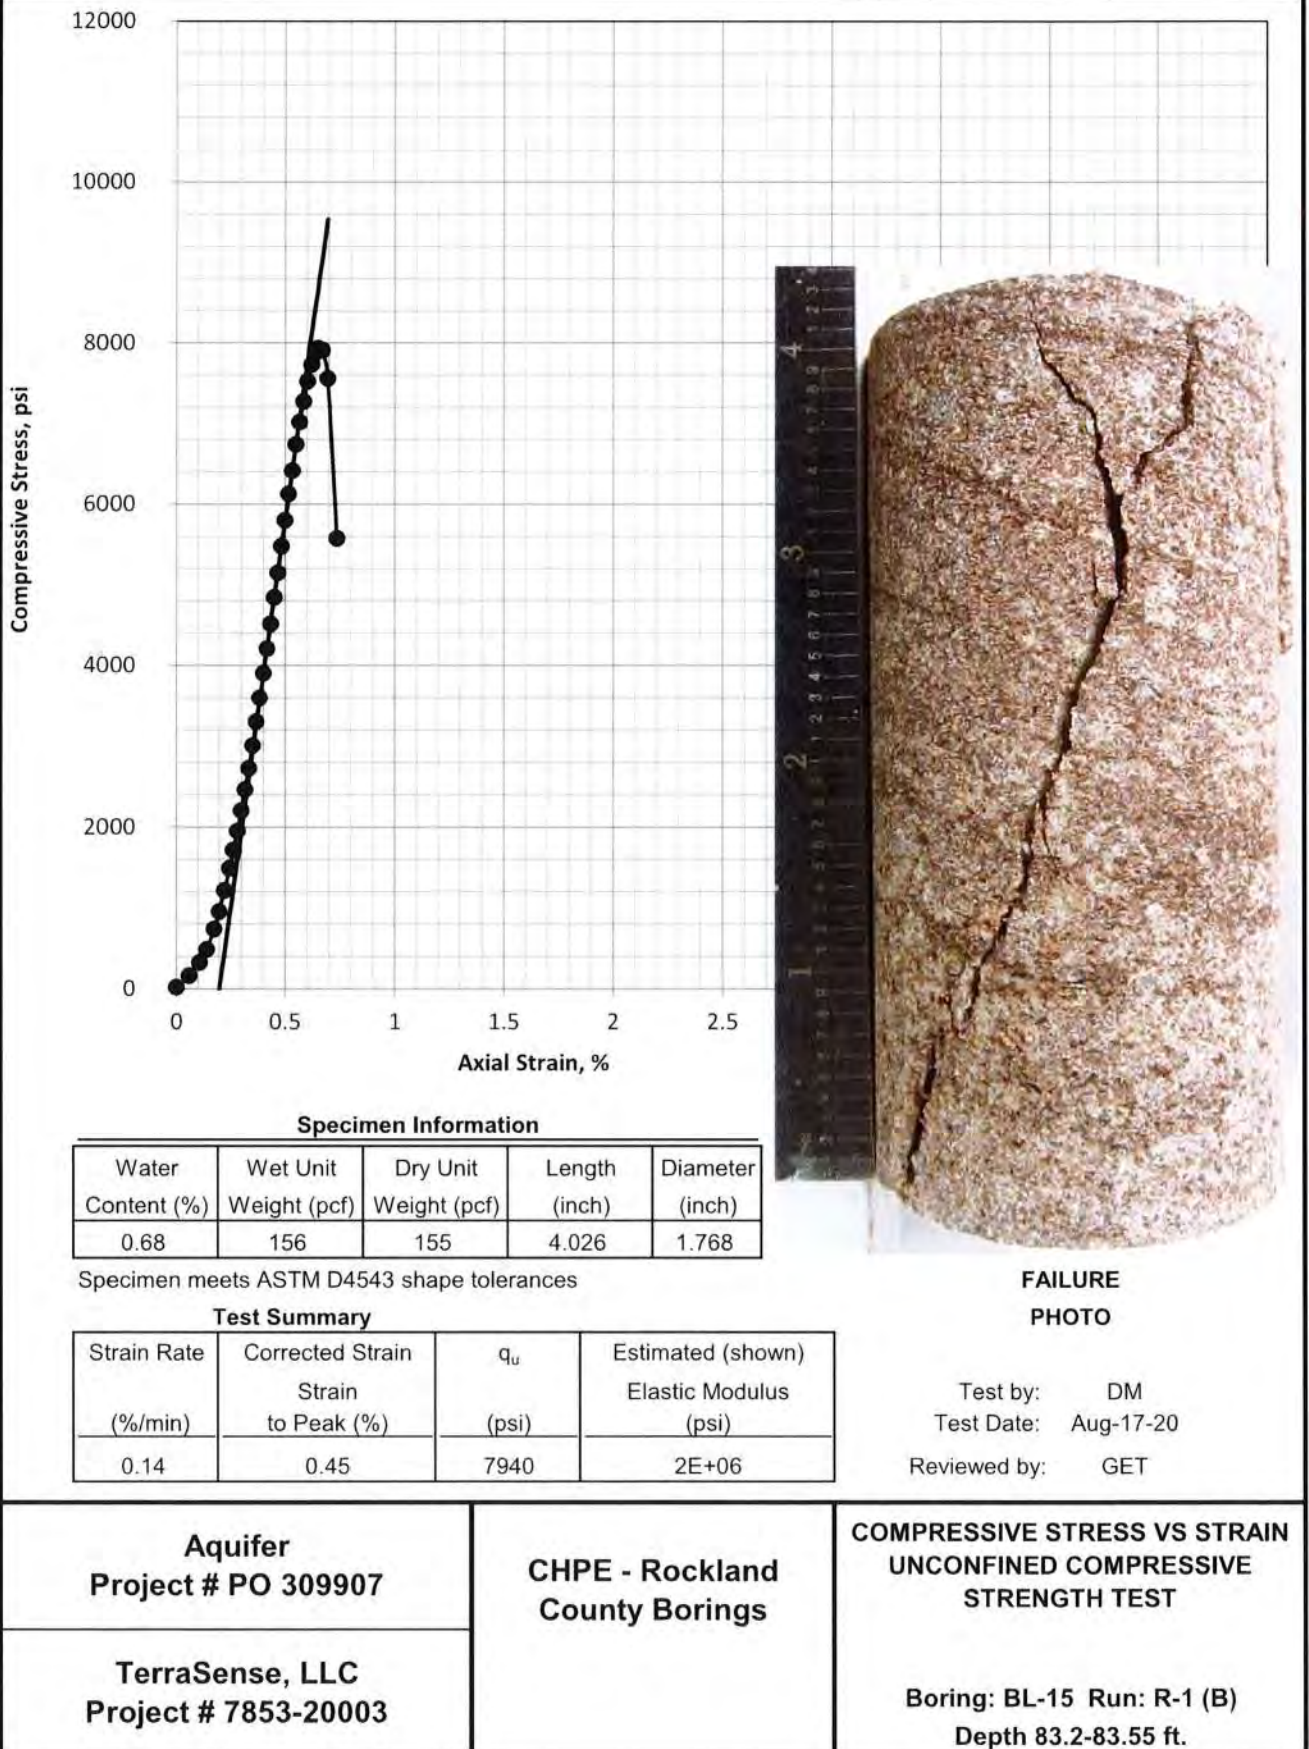 12000
10000
8000
6000
4000
2000
0
Compressive Stress, psi
0 0.5 1 1.5 2 2.5
Axial Strain, %
4
3
2
1
Specimen Information
Water Content (%) Wet Unit Weight (pcf) Dry Unit Weight (pcf) Length (inch) Diameter (inch)
0.68 156 155 4.026 1.768
Specimen meets ASTM D4543 shape tolerances
Test Summary
Strain Rate (%/min) Corrected Strain Strain to Peak (%) qu (psi) Estimated (shown) Elastic Modulus (psi)
0.14 0.45 7940 2E+06
FAILURE
PHOTO
Test by: DM
Test Date: Aug-17-20
Reviewed by: GET
Aquifer
Project # PO 309907
TerraSense, LLC
Project # 7853-20003
CHPE - Rockland
County Borings
COMPRESSIVE STRESS VS STRAIN
UNCONFINED COMPRESSIVE
STRENGTH TEST
Boring: BL-15 Run: R-1 (B)
Depth 83.2-83.55 ft.